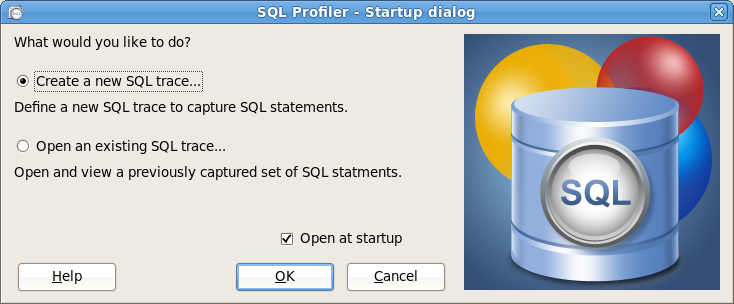 SQL Profiler - Startup dialog
What would you like to do?
Create a new SQL trace...
Define a new SQL trace to capture SQL statements.
Open an existing SQL trace...
Open and view a previously captured set of SQL statments.
SQL
Open at startup
Help
OK
Cancel